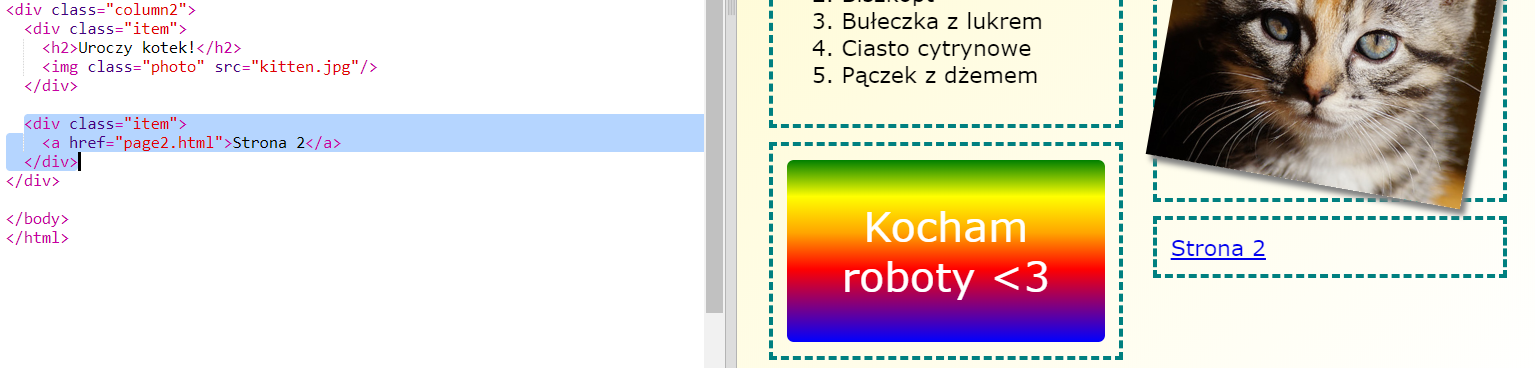 <div class="column2">
<div class="item">
<h2>Uroczy kotek!</h2>
<img class="photo" src="kitten.jpg"/>
</div>
<div class="item">
<a href="page2.html">Strona 2</a>
</div>
</div>
</body>
</html>
3. Bułeczka z lukrem
4. Ciasto cytrynowe
5. Pączek z dżemem
Kocham
roboty <3
Strona 2